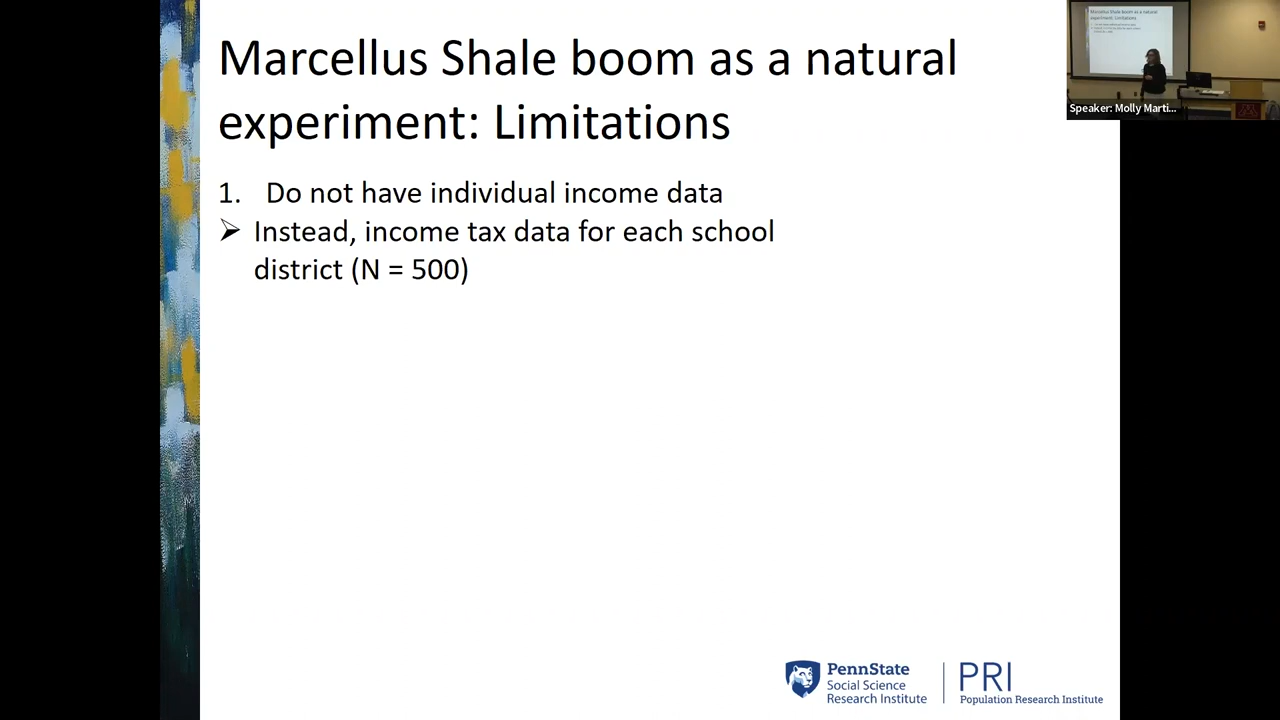 Marcellus Shale boom as a natural
experiment: Limitations
1. Do not have individual income data
➢ Instead, income tax data for each school
district (N = 500)
Speaker: Molly Marti...
PennState
Social Science
Research Institute
PRI
Population Research Institute